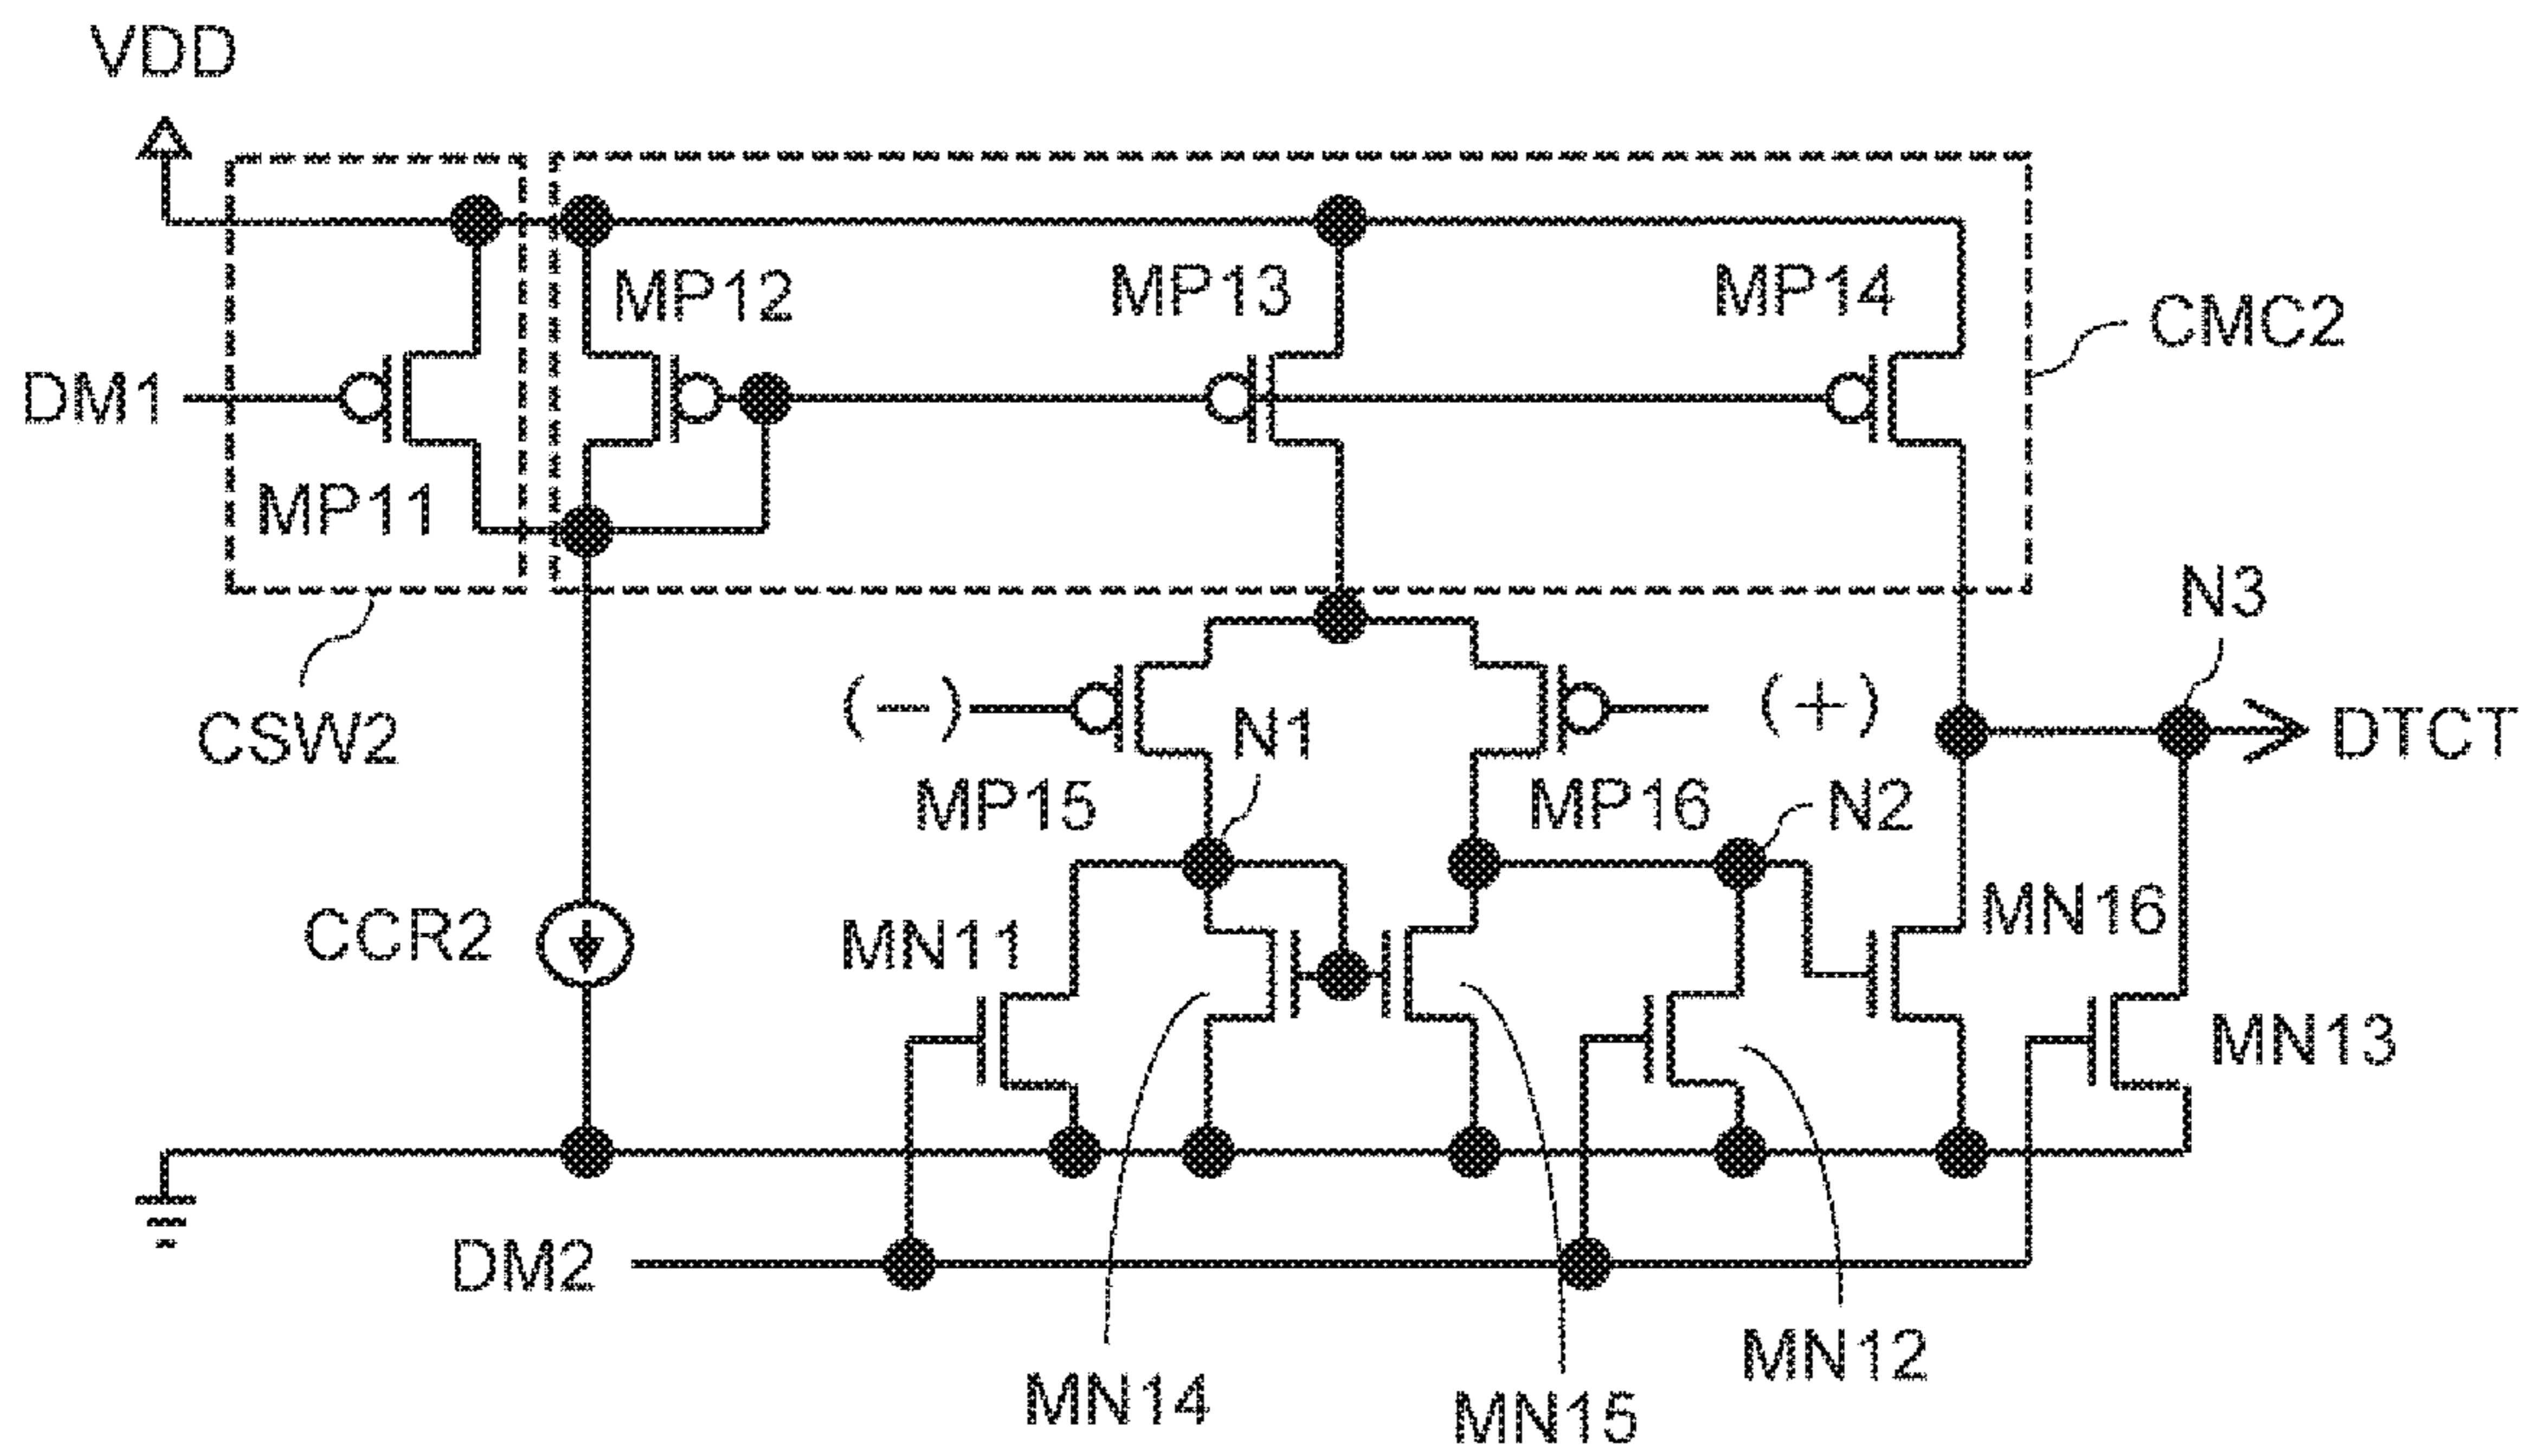 VDD
MP12
MP13
MP14
CMC2
DM1
MP11
N3
CSW2
(−)
N1
(+)
DTCT
MP15
MP16
N2
CCR2
MN11
MN16
MN13
DM2
MN14
MN15
MN12